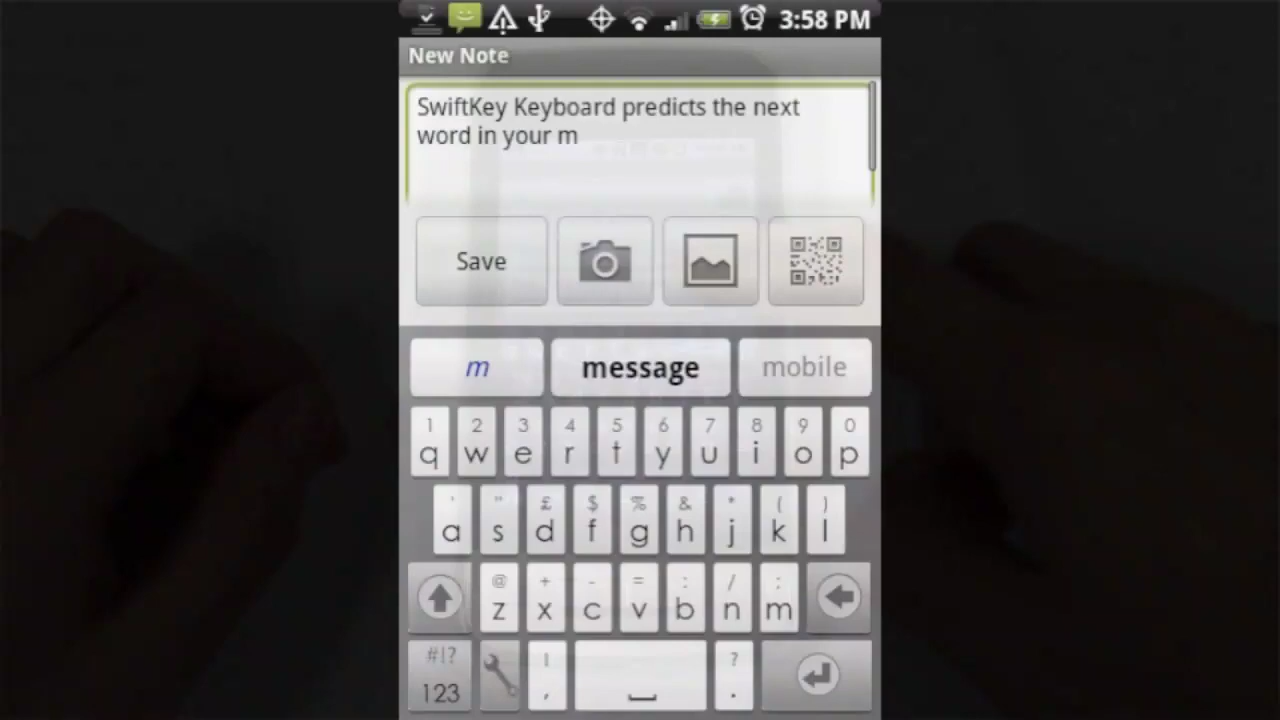 3:58 PM
New Note
SwiftKey Keyboard predicts the next
word in your m
Save
m message mobile
1 2 3 4 5 6 7 8 9 0
q w e r t y u i o p
' " £ $ % & * ( )
a s d f g h j k l
@ + - = : / ;
z x c v b n m
#!? ! ?
123 , .